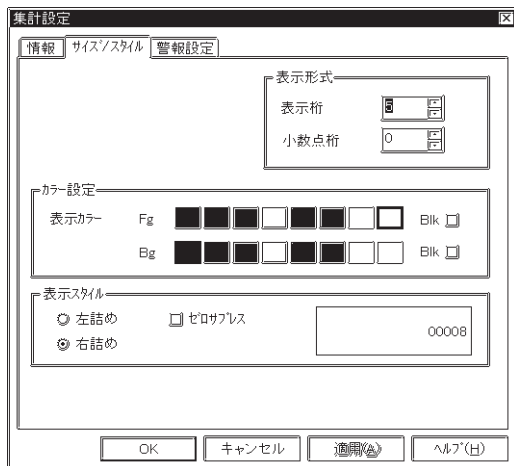 集計設定
情報 ｻｲｽﾞ/ｽﾀｲﾙ 警報設定
表示形式
表示桁 5
小数点桁 0
ｶﾗｰ設定
表示ｶﾗｰ Fg Blk
Bg Blk
表示ｽﾀｲﾙ
左詰め ｾﾞﾛｻﾌﾟﾚｽ
右詰め
00008
OK キャンセル 適用(A) ﾍﾙﾌﾟ(H)